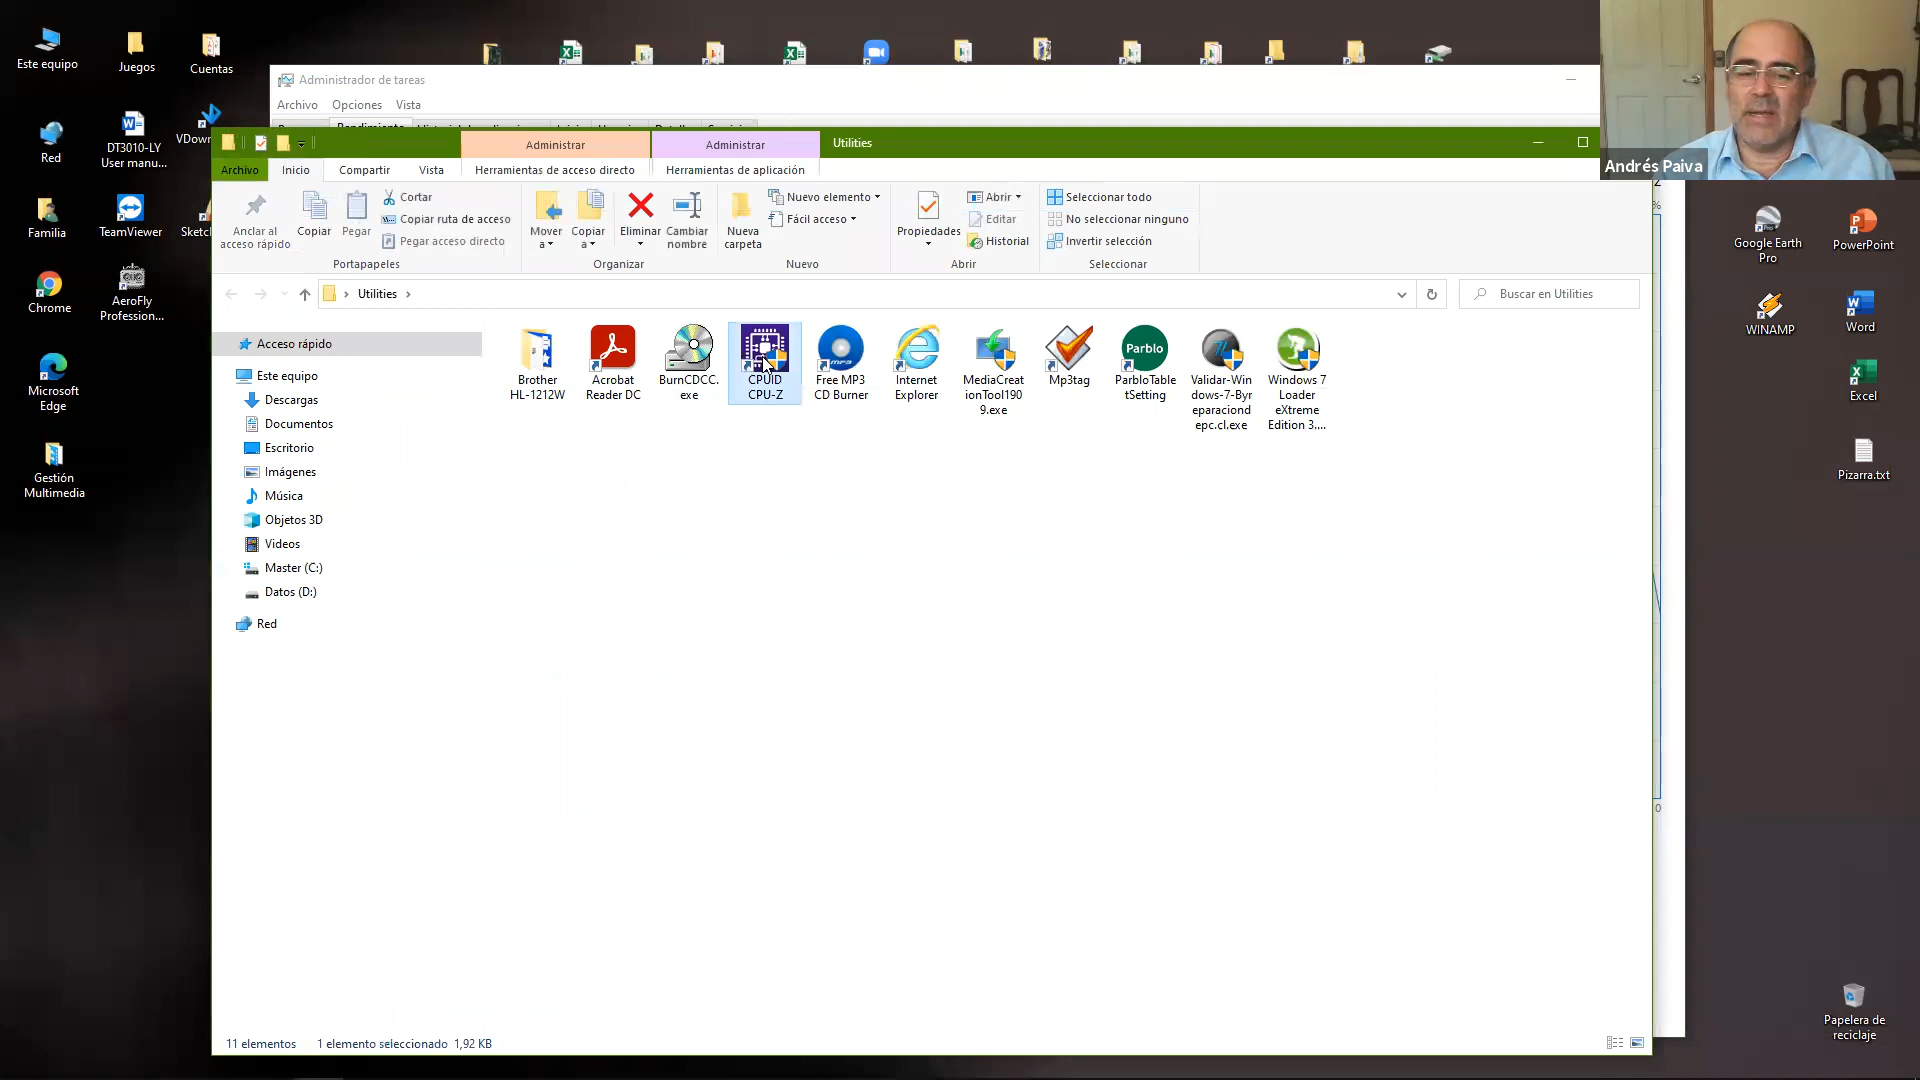 Este equipo
Juegos
Cuentas
Red
DT3010-LY
User manu...
VDow
Familia
TeamViewer
Sketc
Chrome
AeroFly
Profession...
Microsoft
Edge
Gestión
Multimedia
Administrador de tareas
Archivo
Opciones
Vista
Administrar
Administrar
Utilities
Archivo
Inicio
Compartir
Vista
Herramientas de acceso directo
Herramientas de aplicación
Anclar al
acceso rápido
Copiar
Pegar
Cortar
Copiar ruta de acceso
Pegar acceso directo
Portapapeles
Mover
a
Copiar
a
Eliminar
Cambiar
nombre
Organizar
Nueva
carpeta
Nuevo elemento
Fácil acceso
Nuevo
Propiedades
Abrir
Editar
Historial
Abrir
Seleccionar todo
No seleccionar ninguno
Invertir selección
Seleccionar
Utilities
Buscar en Utilities
Acceso rápido
Este equipo
Descargas
Documentos
Escritorio
Imágenes
Música
Objetos 3D
Videos
Master (C:)
Datos (D:)
Red
Brother
HL-1212W
Acrobat
Reader DC
BurnCDCC.
exe
CPUID
CPU-Z
MP3
Free MP3
CD Burner
Internet
Explorer
MediaCreat
ionTool190
9.exe
Mp3tag
Parblo
ParbloTable
tSetting
Validar-Win
dows-7-Byr
eparaciond
epc.cl.exe
Windows 7
Loader
eXtreme
Edition 3....
11 elementos
1 elemento seleccionado 1,92 KB
Andrés Paiva
%
0
Google Earth
Pro
PowerPoint
WINAMP
Word
Excel
Pizarra.txt
Papelera de
reciclaje